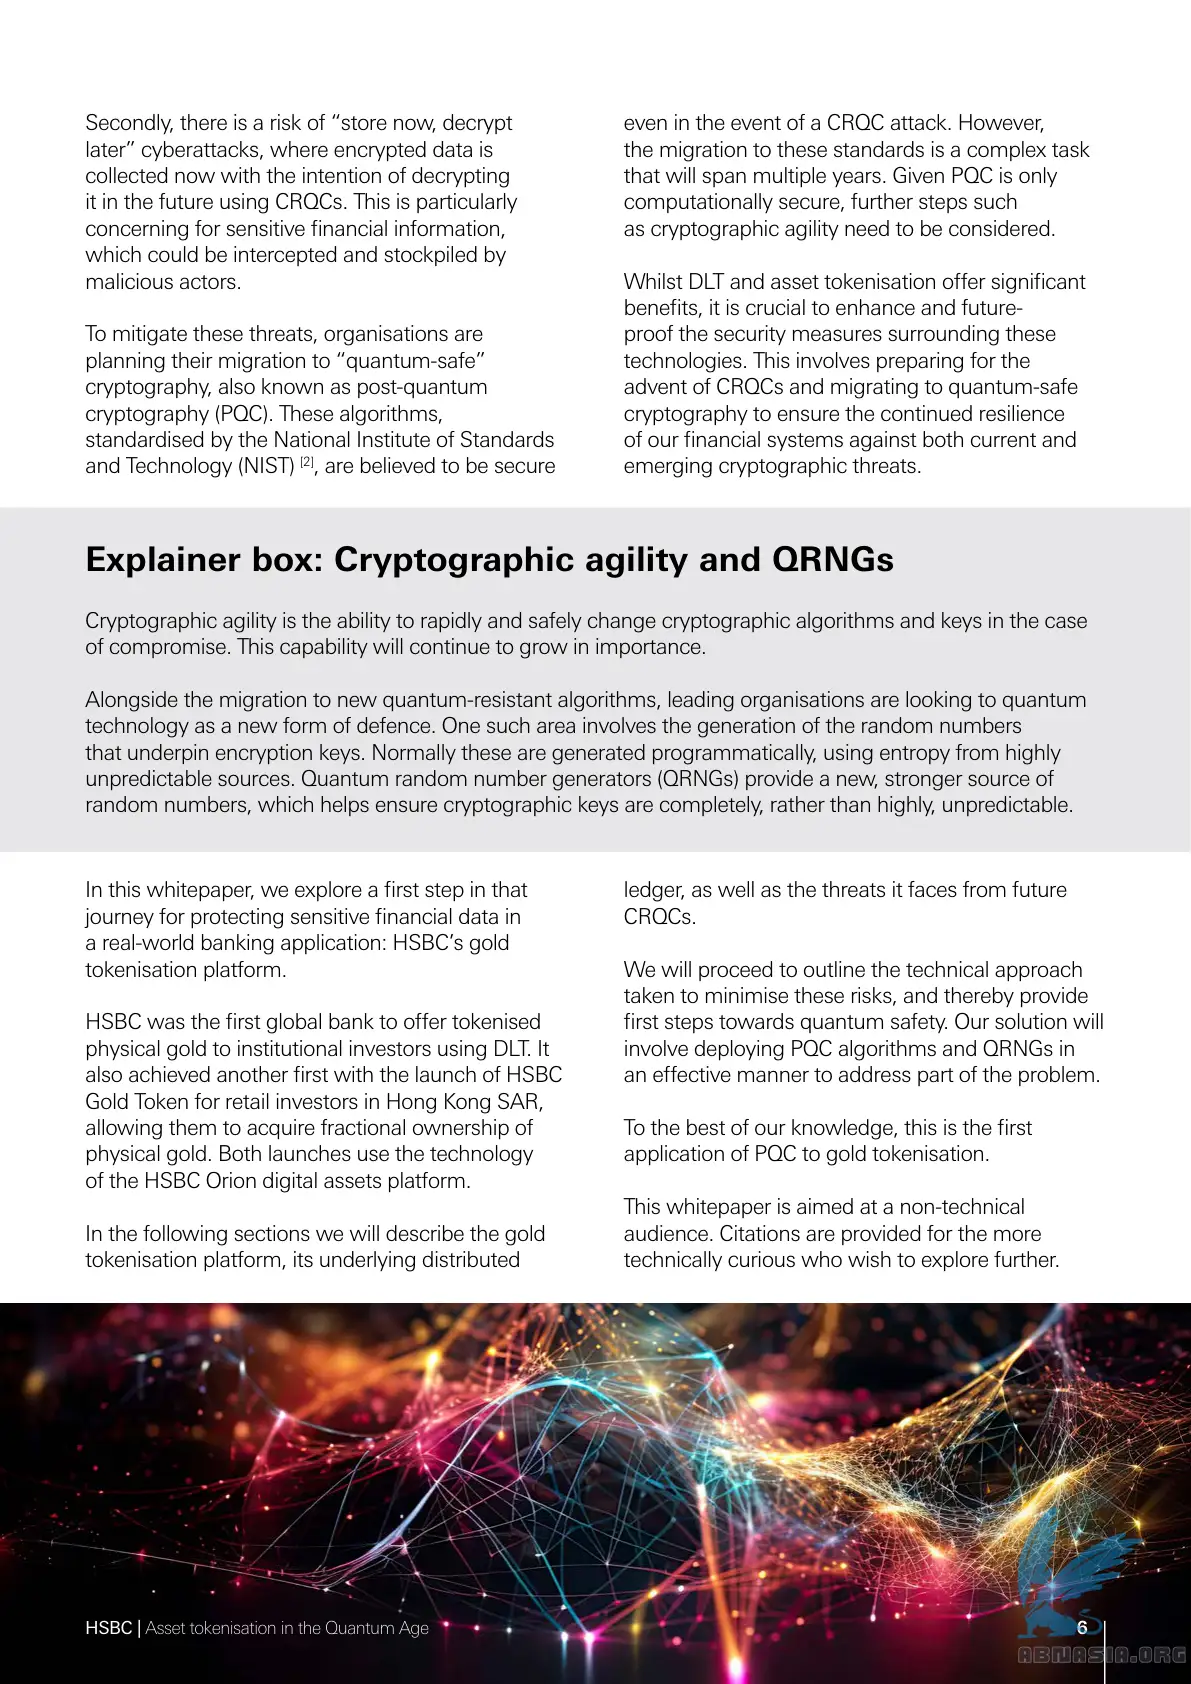 Secondly, there is a risk of “store now, decrypt
later” cyberattacks, where encrypted data is
collected now with the intention of decrypting
it in the future using CRQCs. This is particularly
concerning for sensitive financial information,
which could be intercepted and stockpiled by
malicious actors.
To mitigate these threats, organisations are
planning their migration to “quantum-safe”
cryptography, also known as post-quantum
cryptography (PQC). These algorithms,
standardised by the National Institute of Standards
and Technology (NIST) [2], are believed to be secure
even in the event of a CRQC attack. However,
the migration to these standards is a complex task
that will span multiple years. Given PQC is only
computationally secure, further steps such
as cryptographic agility need to be considered.
Whilst DLT and asset tokenisation offer significant
benefits, it is crucial to enhance and future-
proof the security measures surrounding these
technologies. This involves preparing for the
advent of CRQCs and migrating to quantum-safe
cryptography to ensure the continued resilience
of our financial systems against both current and
emerging cryptographic threats.
Explainer box: Cryptographic agility and QRNGs
Cryptographic agility is the ability to rapidly and safely change cryptographic algorithms and keys in the case
of compromise. This capability will continue to grow in importance.
Alongside the migration to new quantum-resistant algorithms, leading organisations are looking to quantum
technology as a new form of defence. One such area involves the generation of the random numbers
that underpin encryption keys. Normally these are generated programmatically, using entropy from highly
unpredictable sources. Quantum random number generators (QRNGs) provide a new, stronger source of
random numbers, which helps ensure cryptographic keys are completely, rather than highly, unpredictable.
In this whitepaper, we explore a first step in that
journey for protecting sensitive financial data in
a real-world banking application: HSBC’s gold
tokenisation platform.
HSBC was the first global bank to offer tokenised
physical gold to institutional investors using DLT. It
also achieved another first with the launch of HSBC
Gold Token for retail investors in Hong Kong SAR,
allowing them to acquire fractional ownership of
physical gold. Both launches use the technology
of the HSBC Orion digital assets platform.
In the following sections we will describe the gold
tokenisation platform, its underlying distributed
ledger, as well as the threats it faces from future
CRQCs.
We will proceed to outline the technical approach
taken to minimise these risks, and thereby provide
first steps towards quantum safety. Our solution will
involve deploying PQC algorithms and QRNGs in
an effective manner to address part of the problem.
To the best of our knowledge, this is the first
application of PQC to gold tokenisation.
This whitepaper is aimed at a non-technical
audience. Citations are provided for the more
technically curious who wish to explore further.
HSBC | Asset tokenisation in the Quantum Age
6
ABNASIA.ORG